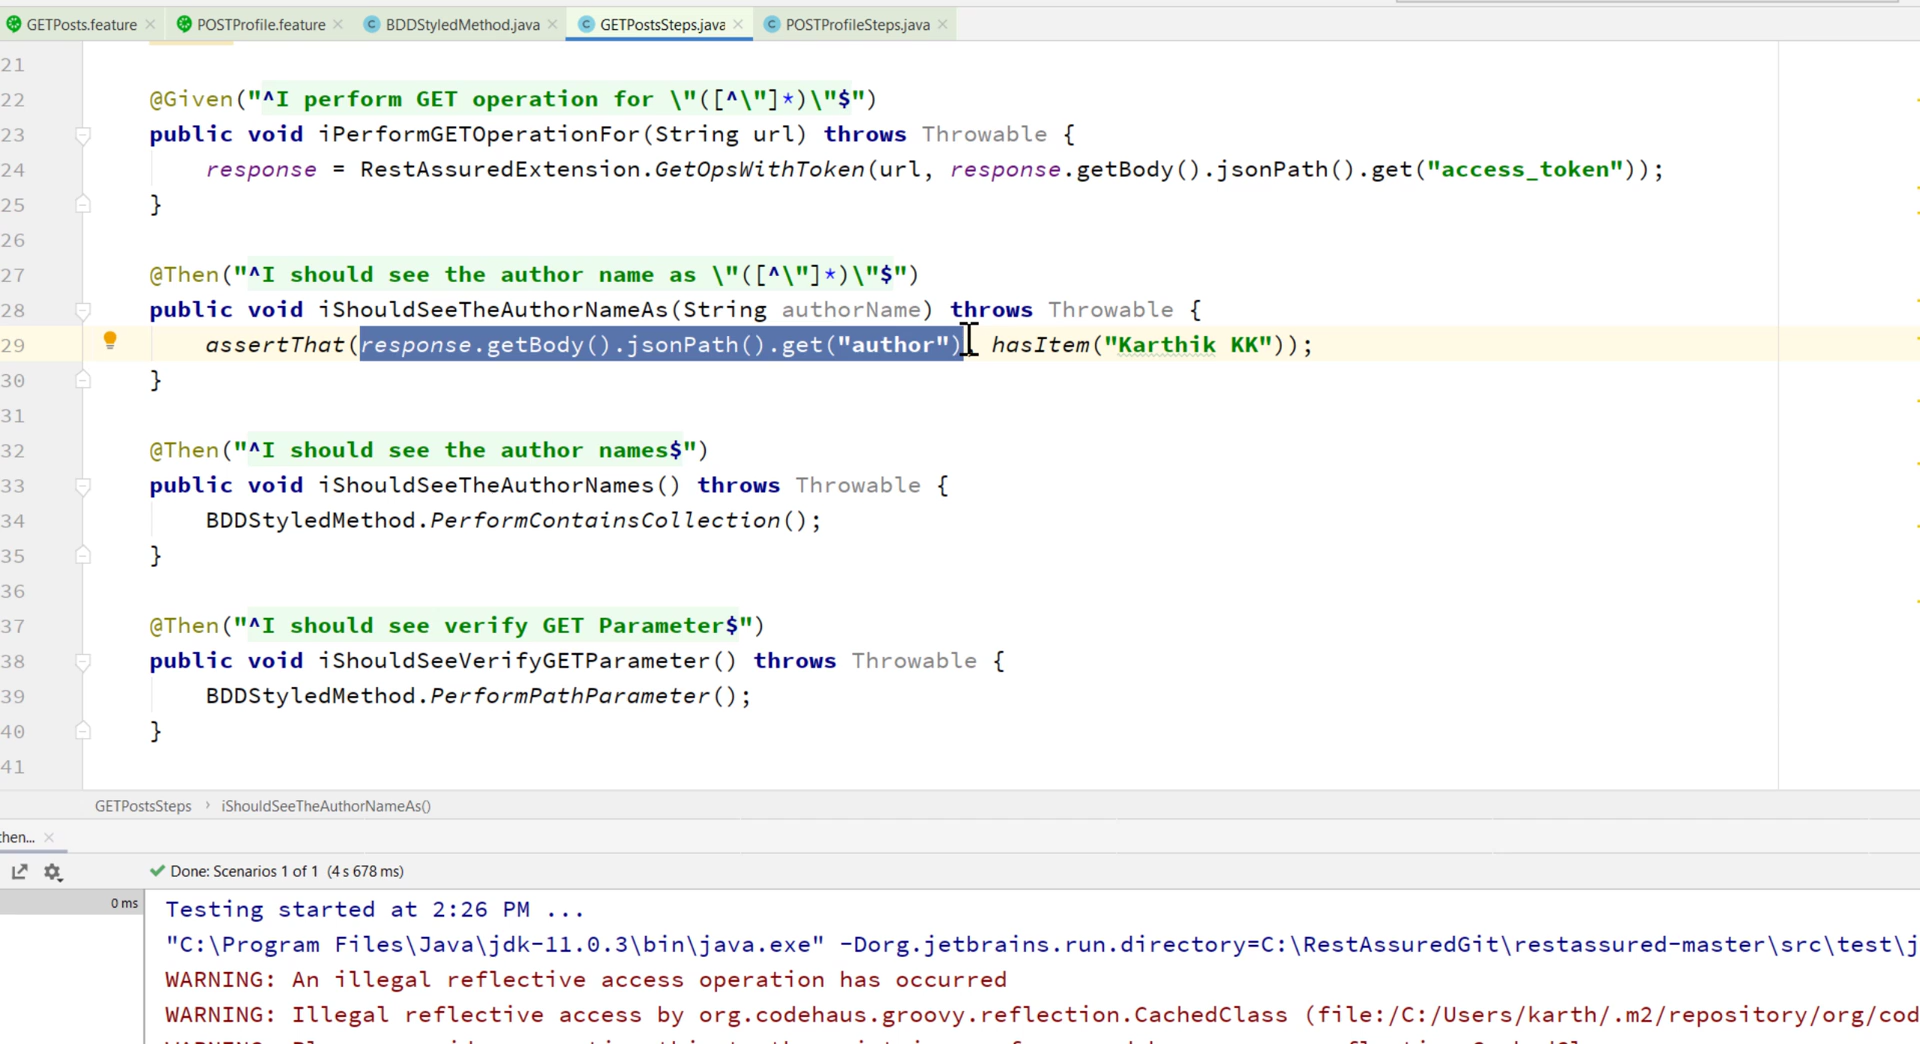 GETPosts.feature POSTProfile.feature BDDStyledMethod.java GETPostsSteps.java POSTProfileSteps.java
21
22 @Given("^I perform GET operation for \"([^\"]*)\"$")
23 public void iPerformGETOperationFor(String url) throws Throwable {
24 response = RestAssuredExtension.GetOpsWithToken(url, response.getBody().jsonPath().get("access_token"));
25 }
26
27 @Then("^I should see the author name as \"([^\"]*)\"$")
28 public void iShouldSeeTheAuthorNameAs(String authorName) throws Throwable {
29 assertThat(response.getBody().jsonPath().get("author"), hasItem("Karthik KK"));
30 }
31
32 @Then("^I should see the author names$")
33 public void iShouldSeeTheAuthorNames() throws Throwable {
34 BDDStyledMethod.PerformContainsCollection();
35 }
36
37 @Then("^I should see verify GET Parameter$")
38 public void iShouldSeeVerifyGETParameter() throws Throwable {
39 BDDStyledMethod.PerformPathParameter();
40 }
41
GETPostsSteps › iShouldSeeTheAuthorNameAs()
then...
Done: Scenarios 1 of 1 (4 s 678 ms)
0 ms
Testing started at 2:26 PM ...
"C:\Program Files\Java\jdk-11.0.3\bin\java.exe" -Dorg.jetbrains.run.directory=C:\RestAssuredGit\restassured-master\src\test\j
WARNING: An illegal reflective access operation has occurred
WARNING: Illegal reflective access by org.codehaus.groovy.reflection.CachedClass (file:/C:/Users/karth/.m2/repository/org/cod